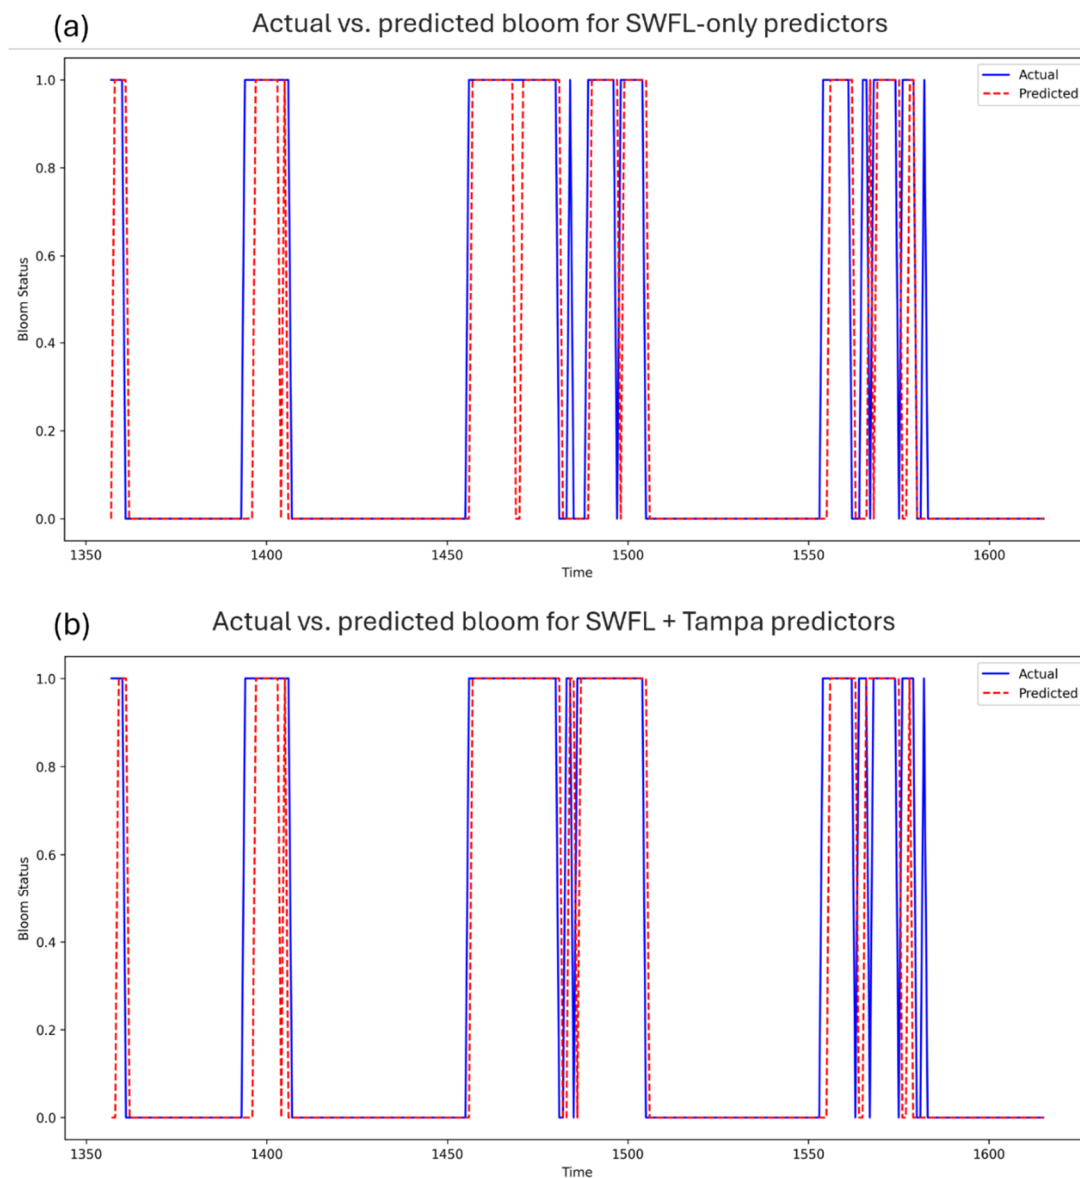 (a) Actual vs. predicted bloom for SWFL-only predictors
1.0
0.8
0.6
0.4
0.2
0.0
Bloom Status
Actual
Predicted
1350 1400 1450 1500 1550 1600
Time
(b) Actual vs. predicted bloom for SWFL + Tampa predictors
1.0
0.8
0.6
0.4
0.2
0.0
Bloom Status
Actual
Predicted
1350 1400 1450 1500 1550 1600
Time